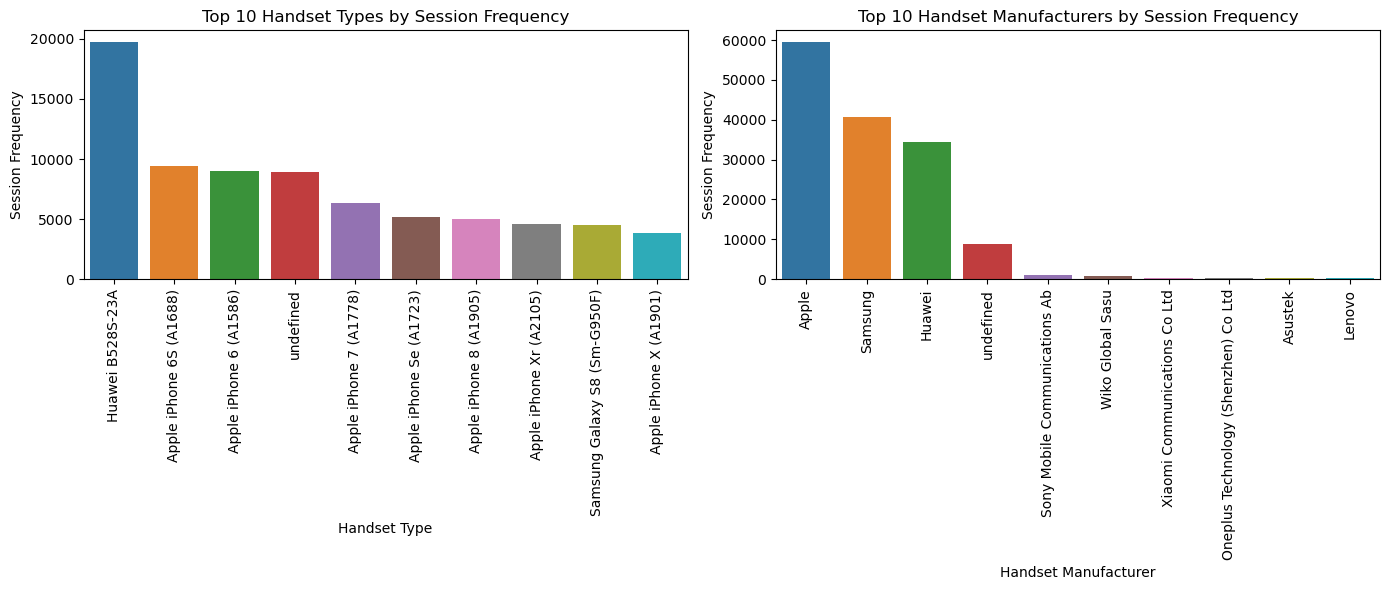 Top 10 Handset Types by Session Frequency
Session Frequency
20000
15000
10000
5000
0
Huawei B528S-23A
Apple iPhone 6S (A1688)
Apple iPhone 6 (A1586)
undefined
Apple iPhone 7 (A1778)
Apple iPhone Se (A1723)
Apple iPhone 8 (A1905)
Apple iPhone Xr (A2105)
Samsung Galaxy S8 (Sm-G950F)
Apple iPhone X (A1901)
Handset Type
Top 10 Handset Manufacturers by Session Frequency
Session Frequency
60000
50000
40000
30000
20000
10000
0
Apple
Samsung
Huawei
undefined
Sony Mobile Communications Ab
Wiko Global Sasu
Xiaomi Communications Co Ltd
Oneplus Technology (Shenzhen) Co Ltd
Asustek
Lenovo
Handset Manufacturer